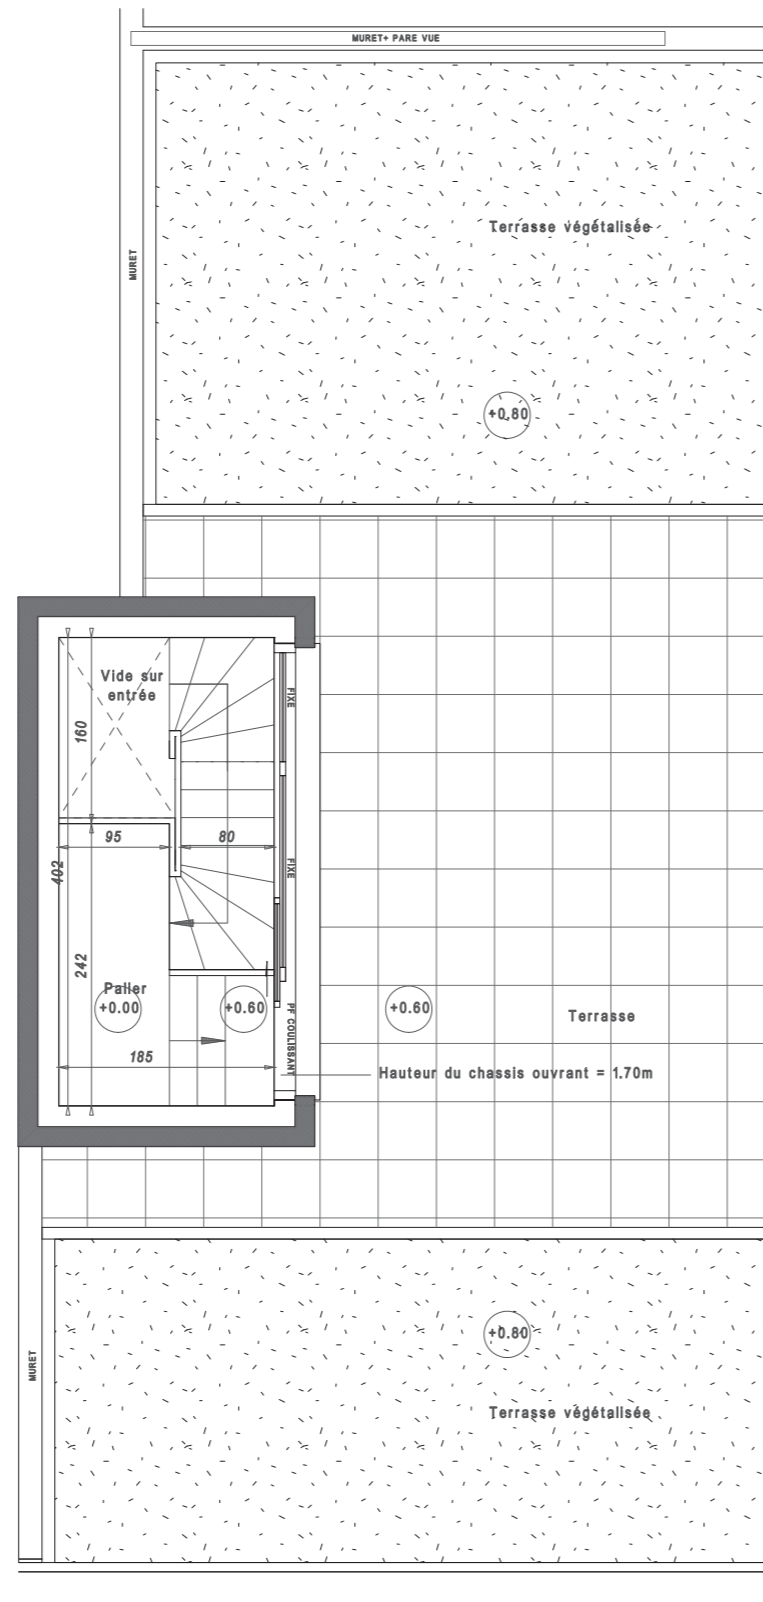 MURET+ PARE VUE
Terrasse végétalisée
MURET
+0.80
Vide sur
entrée
FIXE
160
95
80
402
FIXE
242
Palier
+0.00
+0.60
+0.60
Terrasse
PF COULISSANT
185
Hauteur du chassis ouvrant = 1.70m
+0.80
MURET
Terrasse végétalisée